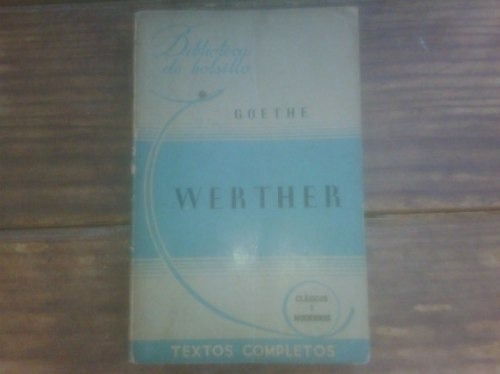 Biblioteca
de bolsillo
GOETHE
WERTHER
CLÁSICOS
Y
MODERNOS
TEXTOS COMPLETOS